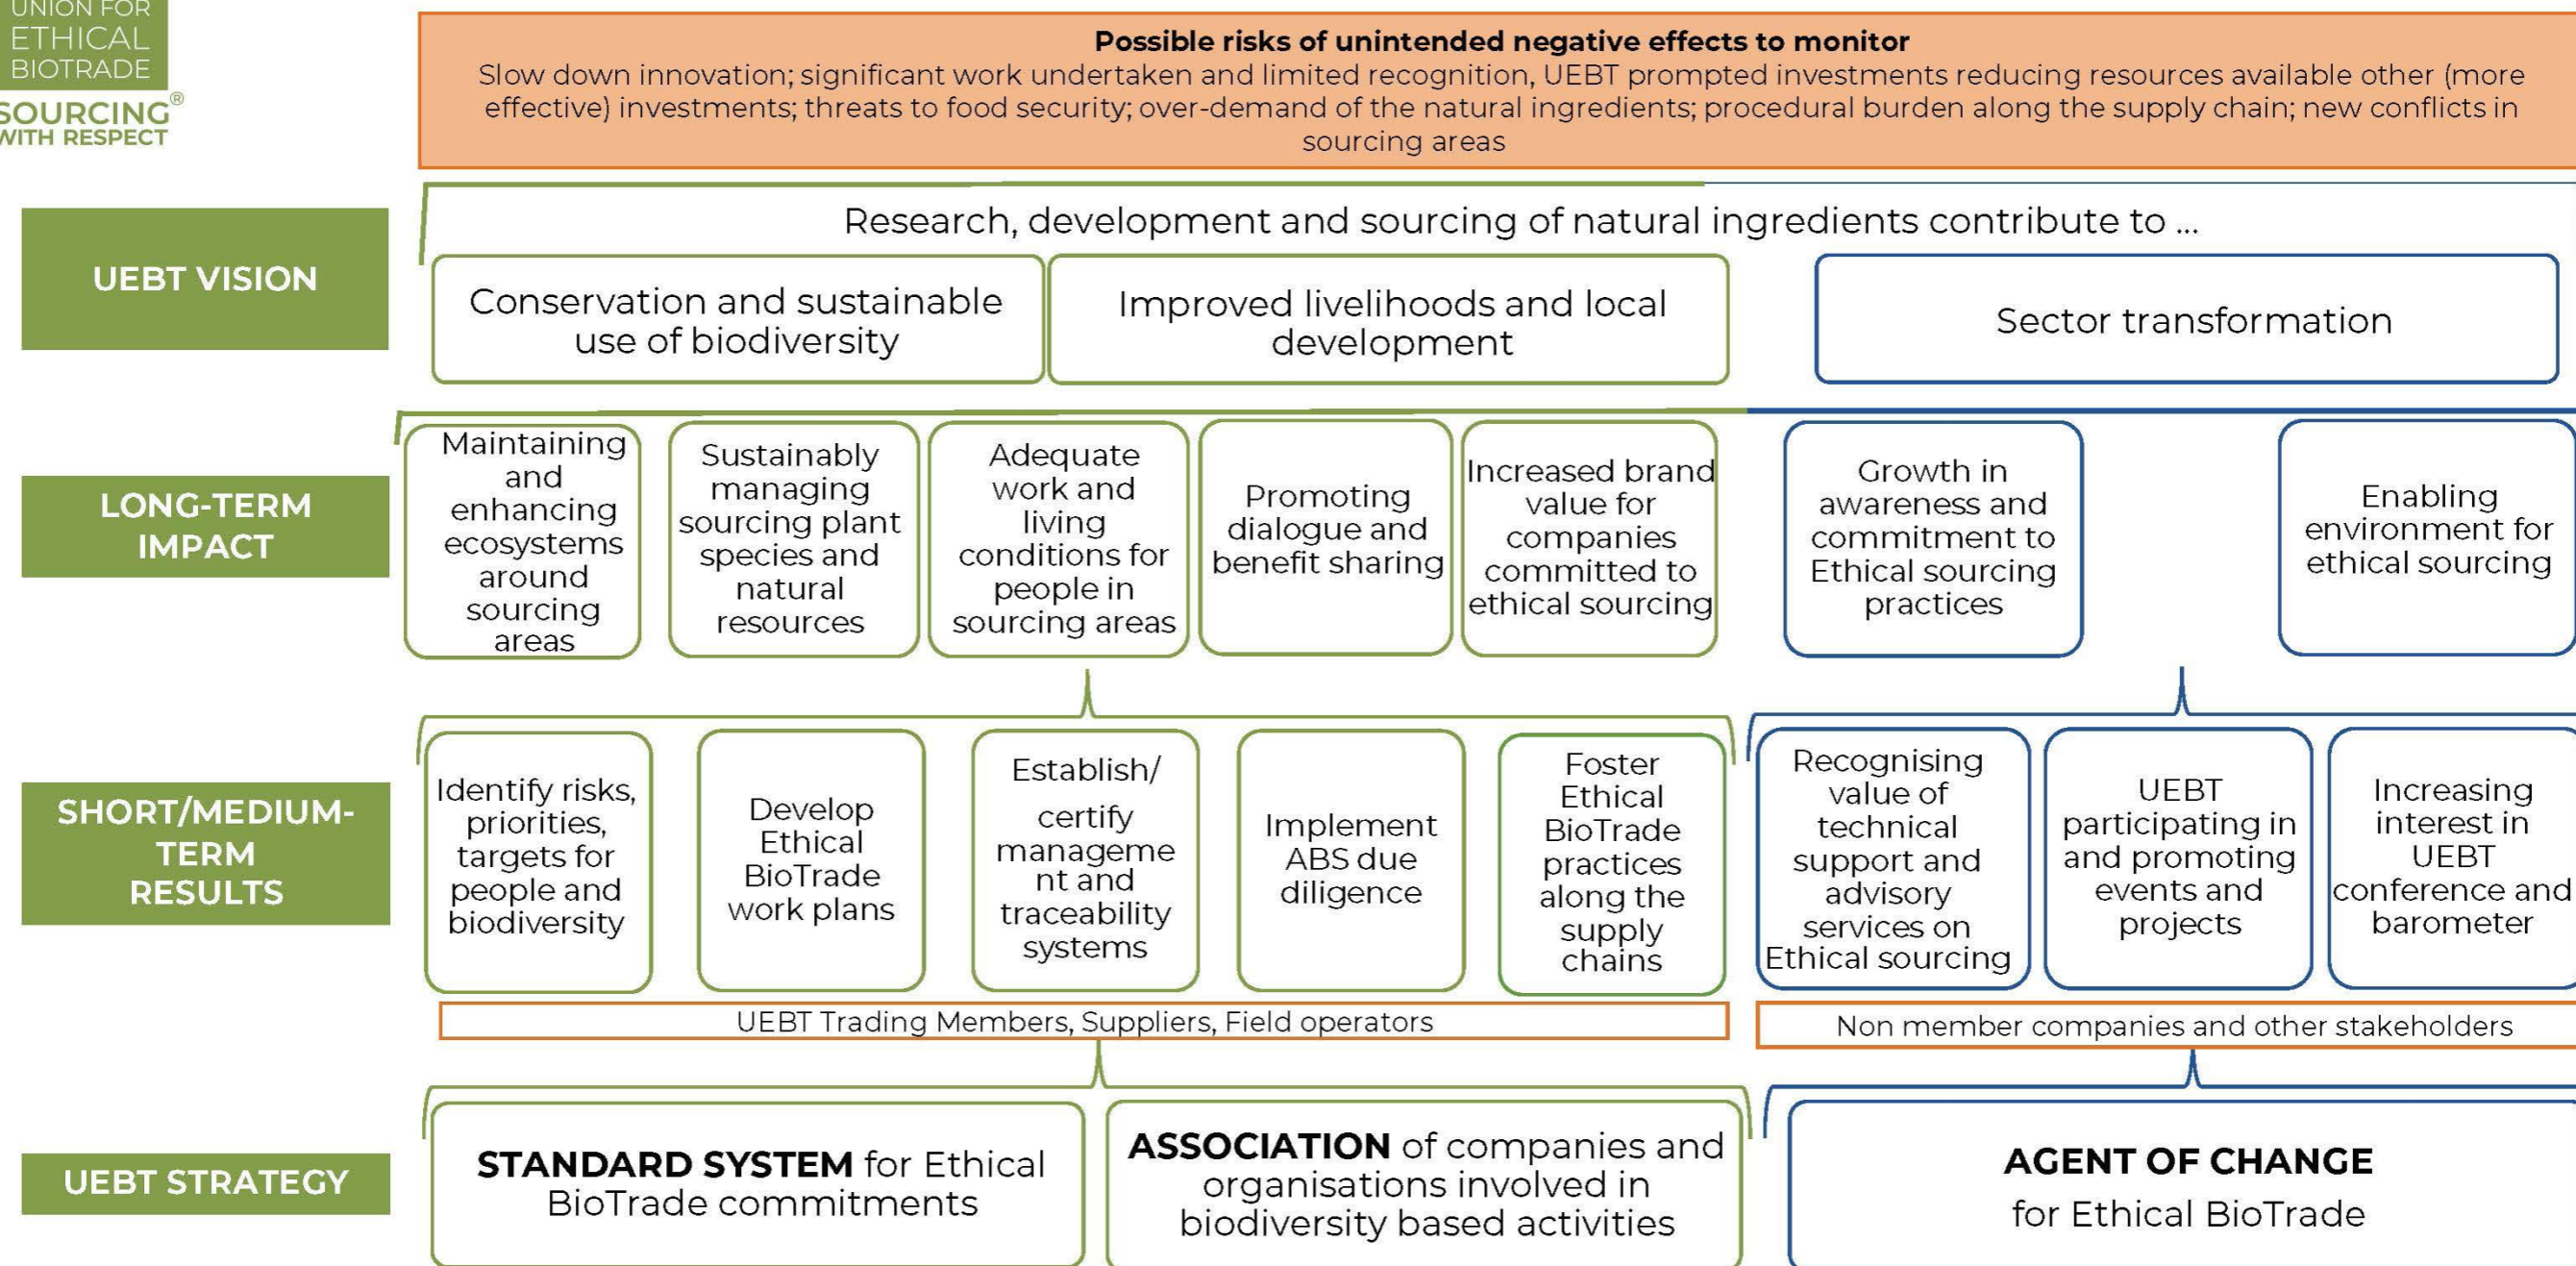 UNION FOR
ETHICAL
BIOTRADE
SOURCING®
WITH RESPECT
Possible risks of unintended negative effects to monitor
Slow down innovation; significant work undertaken and limited recognition, UEBT prompted investments reducing resources available other (more
effective) investments; threats to food security; over-demand of the natural ingredients; procedural burden along the supply chain; new conflicts in
sourcing areas
UEBT VISION
Research, development and sourcing of natural ingredients contribute to ...
Conservation and sustainable
use of biodiversity
Improved livelihoods and local
development
Sector transformation
LONG-TERM
IMPACT
Maintaining
and
enhancing
ecosystems
around
sourcing
areas
Sustainably
managing
sourcing plant
species and
natural
resources
Adequate
work and
living
conditions for
people in
sourcing areas
Promoting
dialogue and
benefit sharing
Increased brand
value for
companies
committed to
ethical sourcing
Growth in
awareness and
commitment to
Ethical sourcing
practices
Enabling
environment for
ethical sourcing
SHORT/MEDIUM-
TERM
RESULTS
Identify risks,
priorities,
targets for
people and
biodiversity
Develop
Ethical
BioTrade
work plans
Establish/
certify
manageme
nt and
traceability
systems
Implement
ABS due
diligence
Foster
Ethical
BioTrade
practices
along the
supply
chains
Recognising
value of
technical
support and
advisory
services on
Ethical sourcing
UEBT
participating in
and promoting
events and
projects
Increasing
interest in
UEBT
conference and
barometer
UEBT Trading Members, Suppliers, Field operators
Non member companies and other stakeholders
UEBT STRATEGY
STANDARD SYSTEM for Ethical
BioTrade commitments
ASSOCIATION of companies and
organisations involved in
biodiversity based activities
AGENT OF CHANGE
for Ethical BioTrade